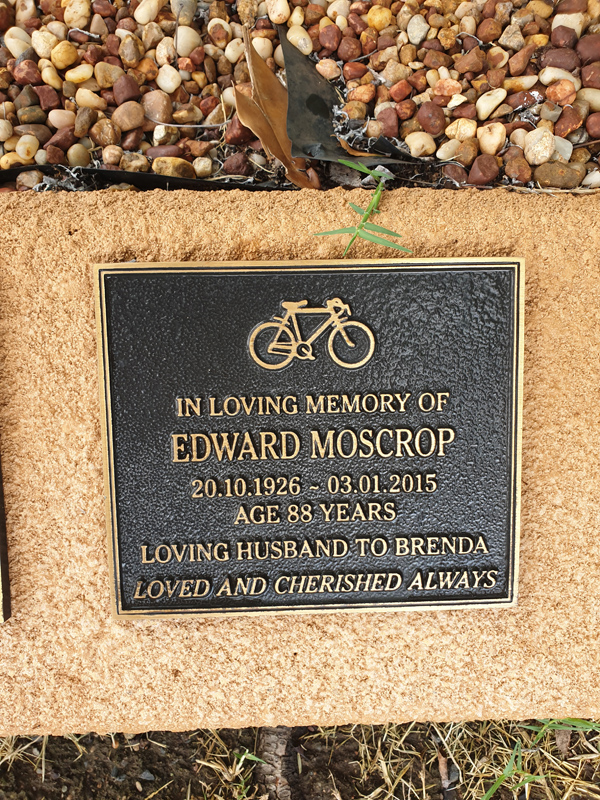 IN LOVING MEMORY OF
EDWARD MOSCROP
20.10.1926 ~ 03.01.2015
AGE 88 YEARS
LOVING HUSBAND TO BRENDA
LOVED AND CHERISHED ALWAYS